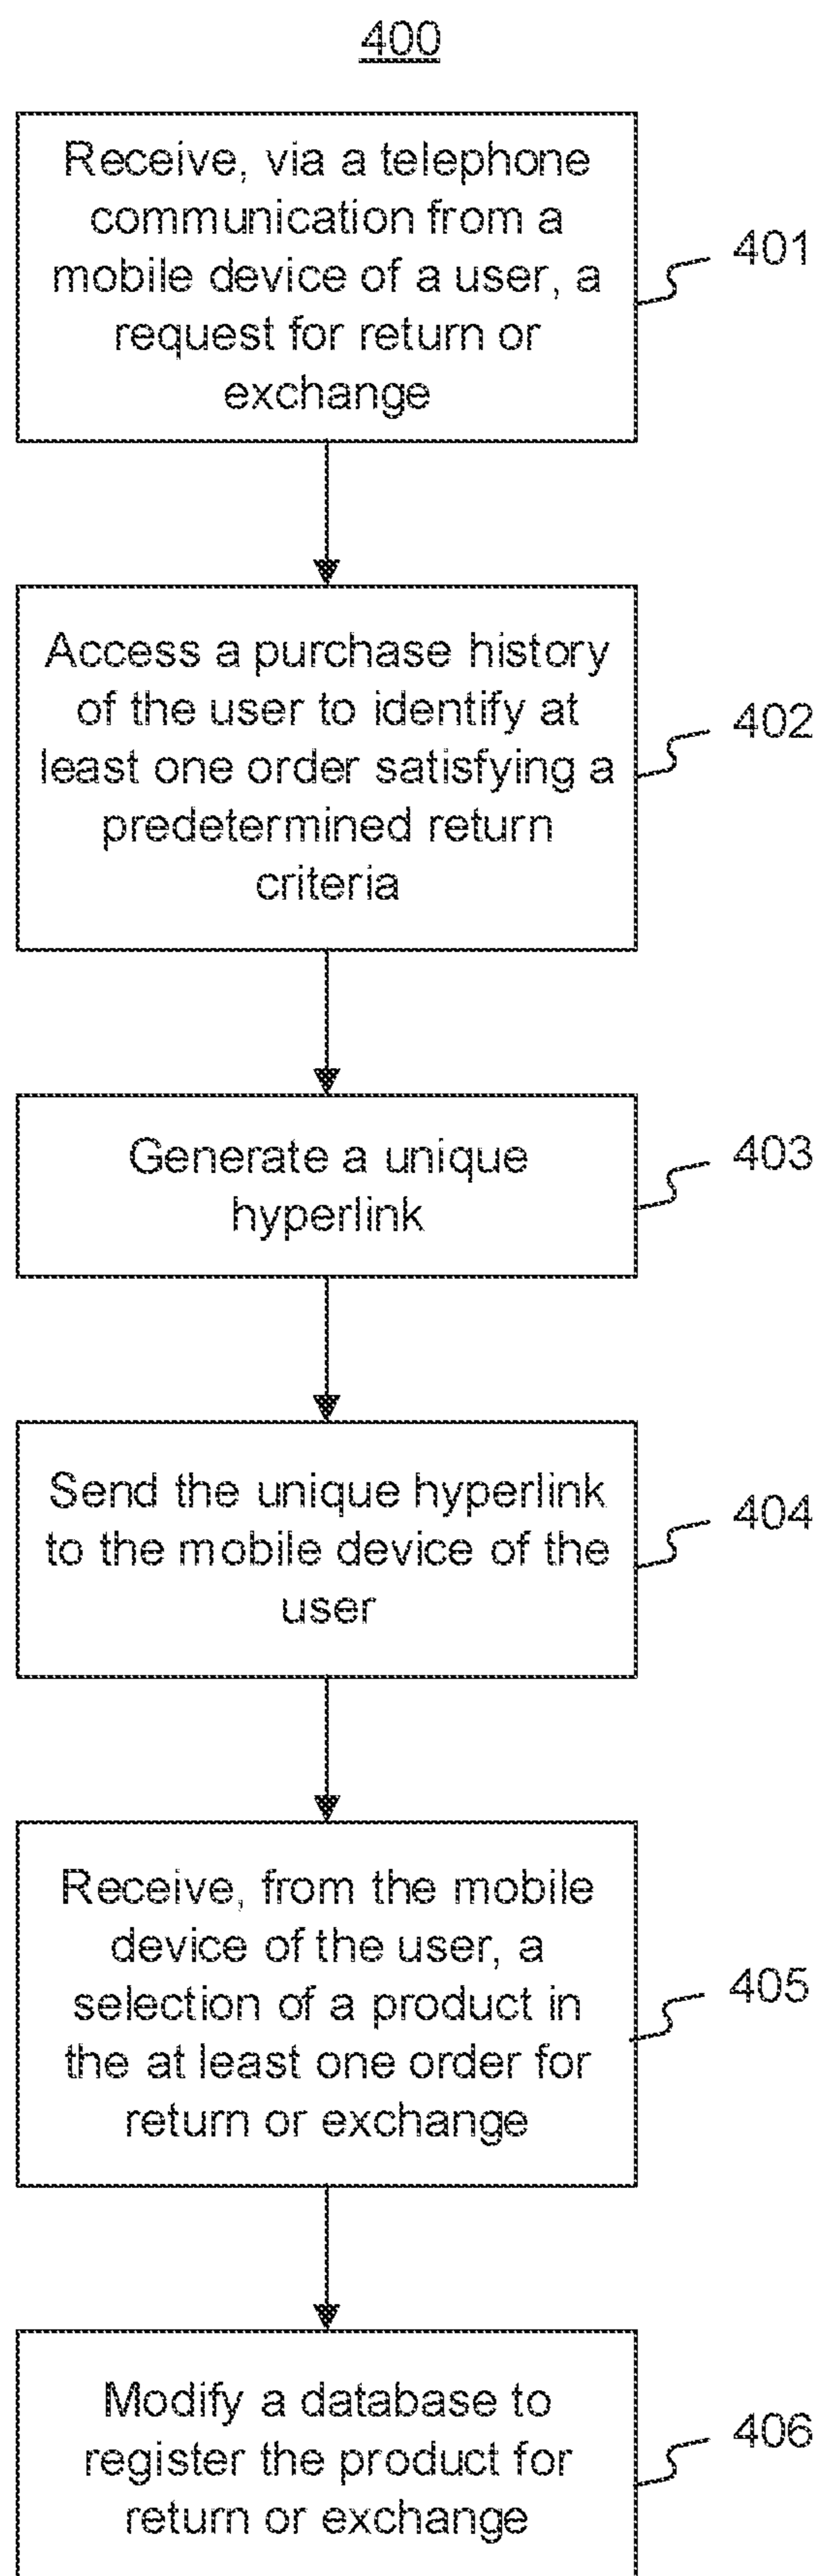 400
Receive, via a telephone
communication from a
mobile device of a user, a
request for return or
exchange
401
Access a purchase history
of the user to identify at
least one order satisfying a
predetermined return
criteria
402
Generate a unique
hyperlink
403
Send the unique hyperlink
to the mobile device of the
user
404
Receive, from the mobile
device of the user, a
selection of a product in
the at least one order for
return or exchange
405
Modify a database to
register the product for
return or exchange
406